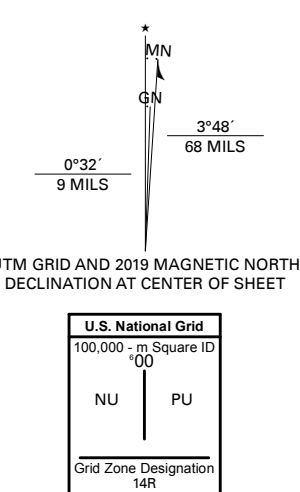 MN
GN
3°48´
68 MILS
0°32´
9 MILS
UTM GRID AND 2019 MAGNETIC NORTH
DECLINATION AT CENTER OF SHEET
U.S. National Grid
100,000 - m Square ID
⁶00
NU PU
Grid Zone Designation
14R